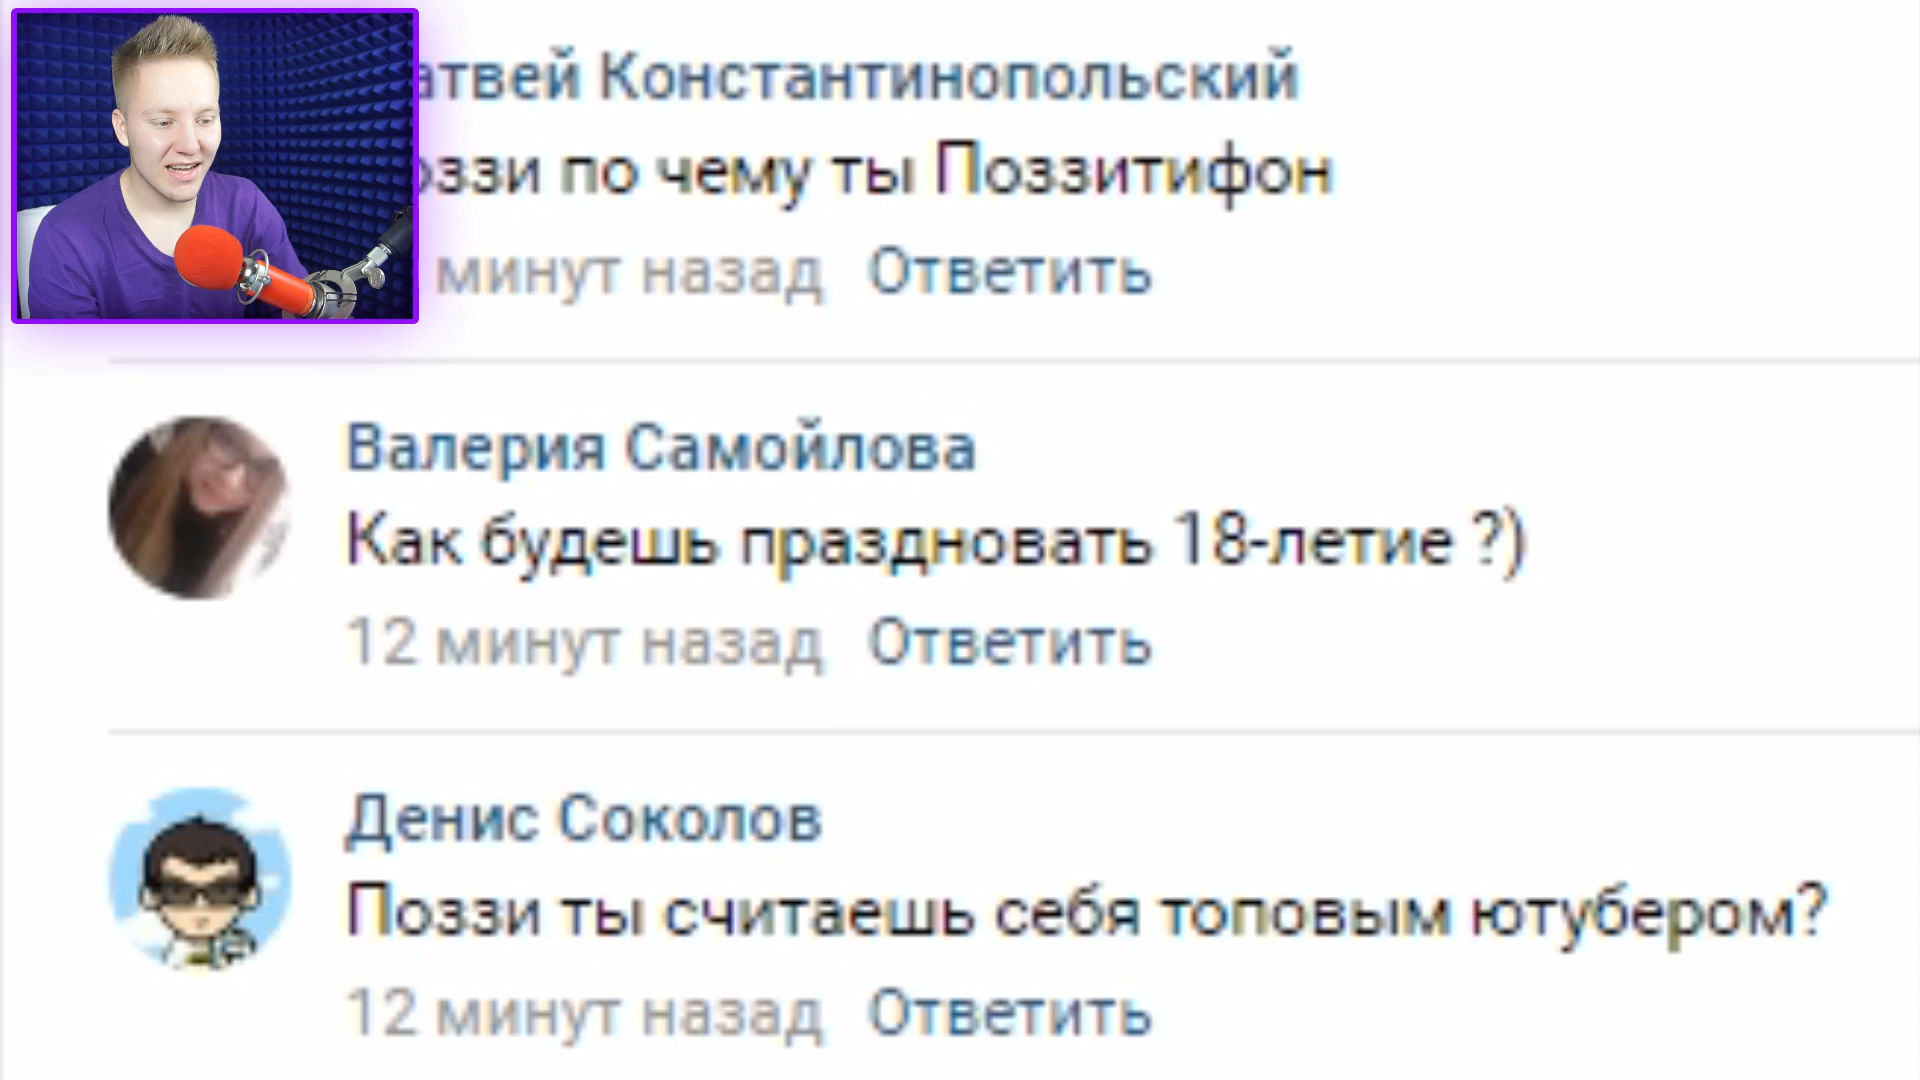 атвей Константинопольский
оззи по чему ты Поззитифон
минут назад Ответить
Валерия Самойлова
Как будешь праздновать 18-летие ?)
12 минут назад Ответить
Денис Соколов
Поззи ты считаешь себя топовым ютубером?
12 минут назад Ответить